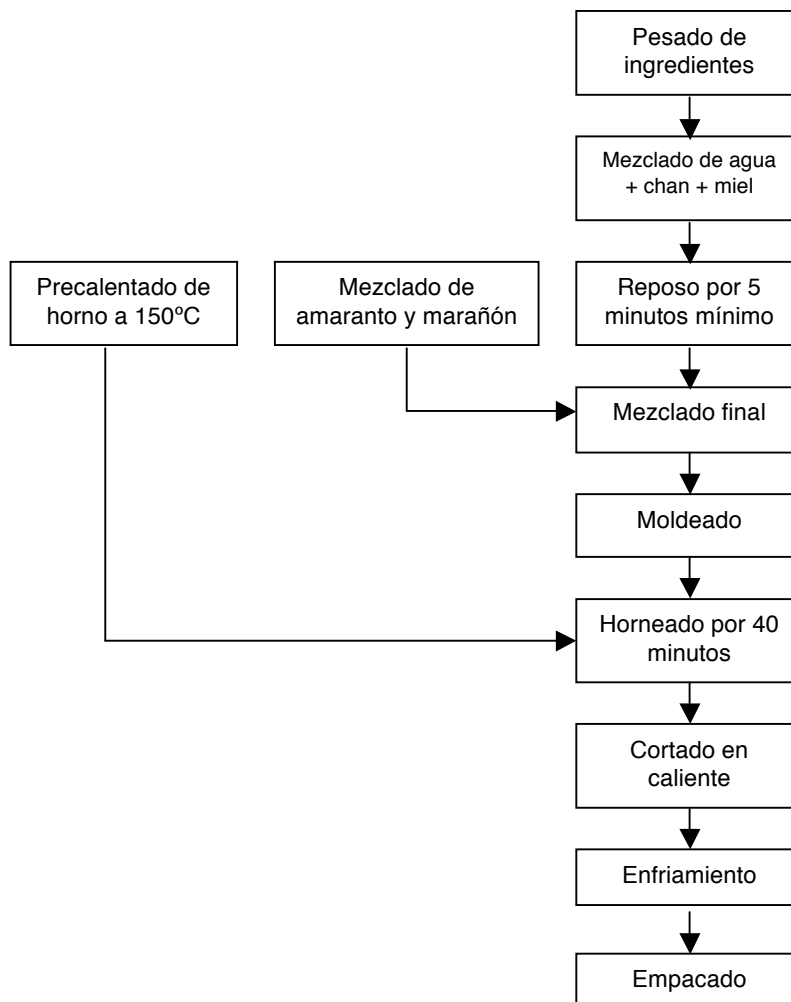 Pesado de
ingredientes
Mezclado de agua
+ chan + miel
Precalentado de
horno a 150ºC
Mezclado de
amaranto y marañón
Reposo por 5
minutos mínimo
Mezclado final
Moldeado
Horneado por 40
minutos
Cortado en
caliente
Enfriamiento
Empacado